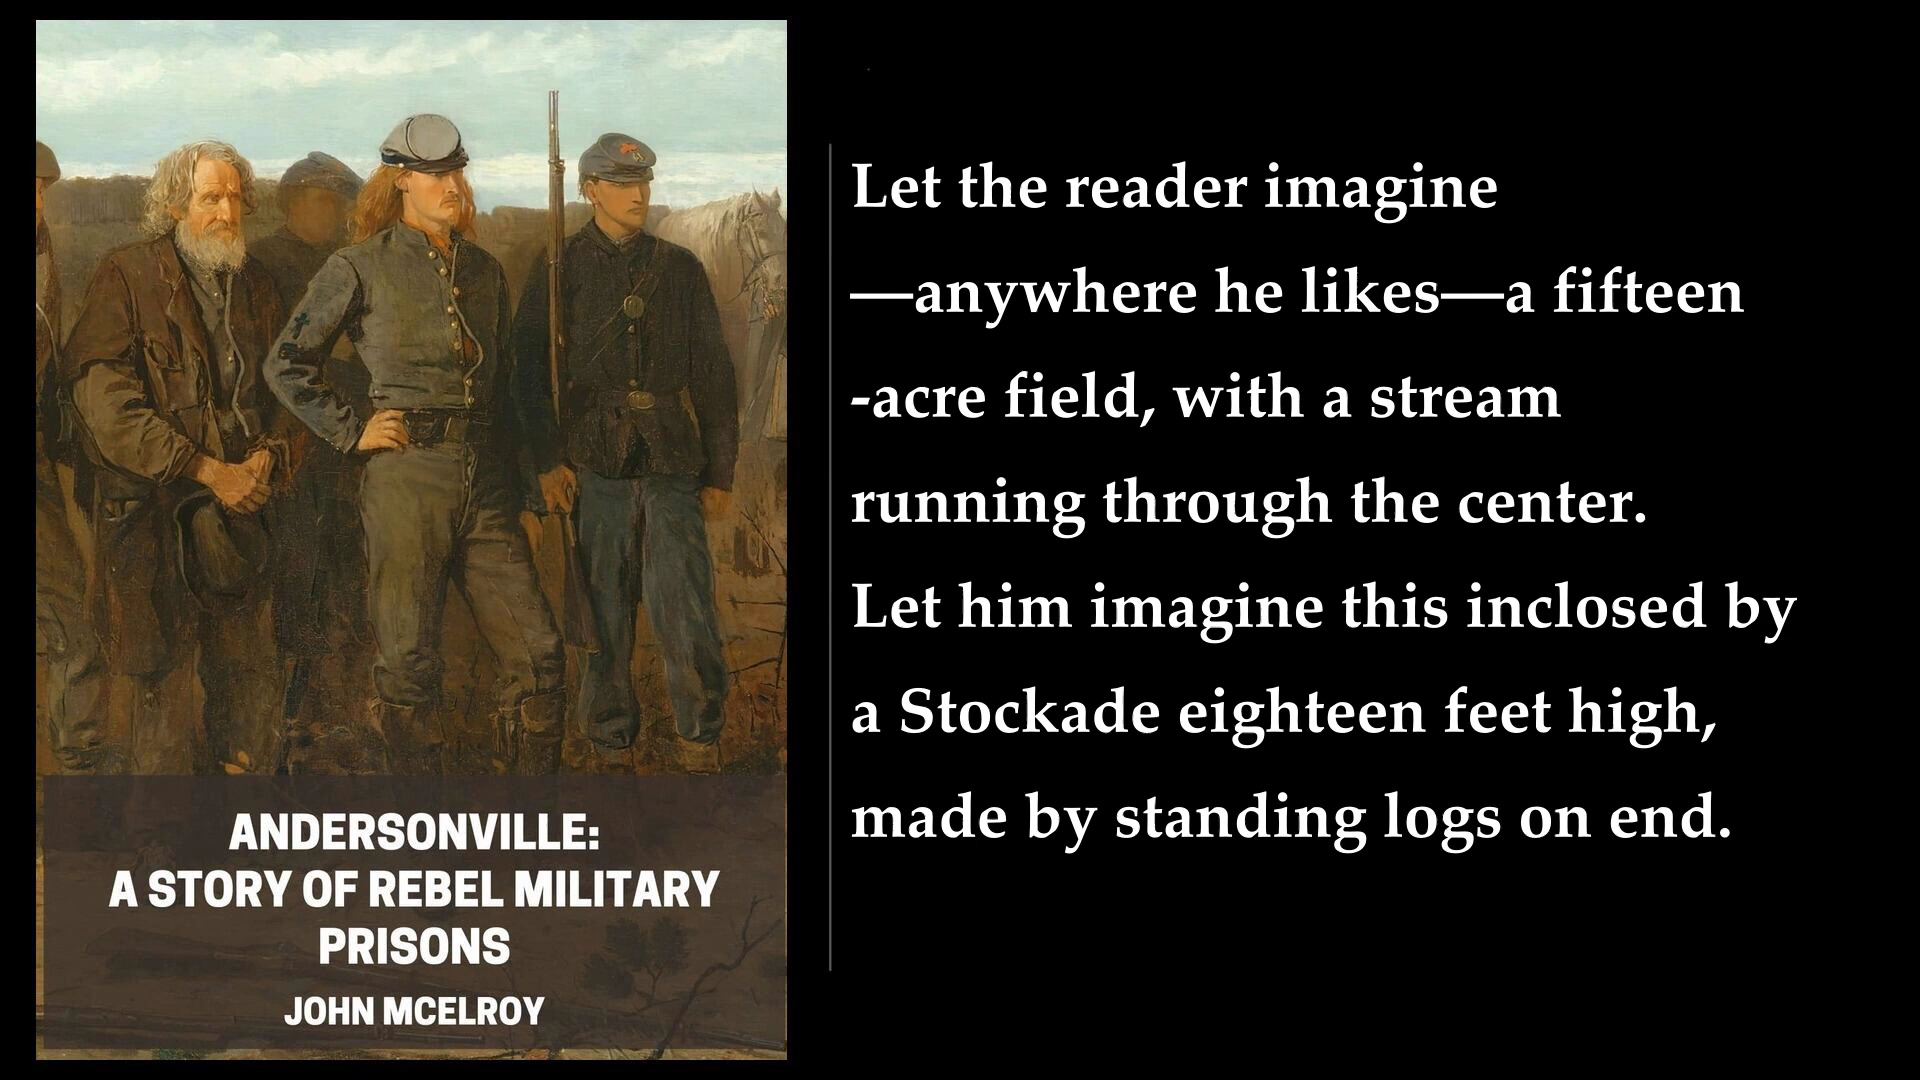 ANDERSONVILLE:
A STORY OF REBEL MILITARY
PRISONS
JOHN MCELROY
Let the reader imagine
—anywhere he likes—a fifteen
-acre field, with a stream
running through the center.
Let him imagine this inclosed by
a Stockade eighteen feet high,
made by standing logs on end.